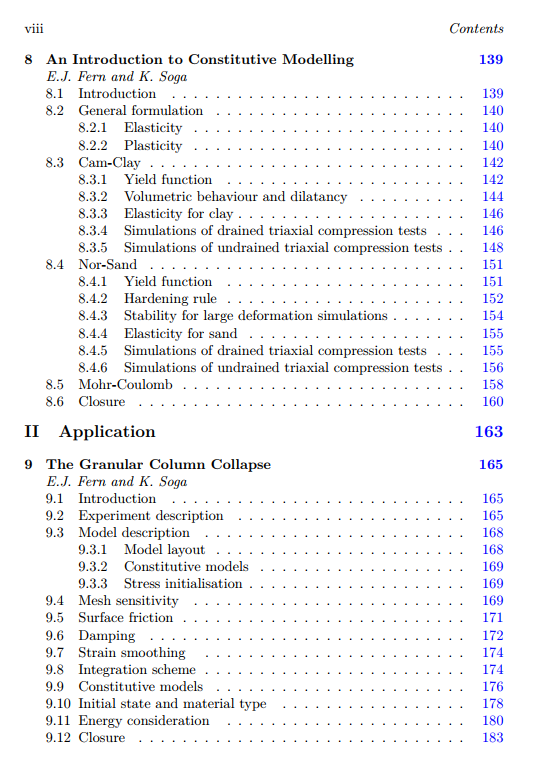 viii Contents
8 An Introduction to Constitutive Modelling 139
E.J. Fern and K. Soga
8.1 Introduction . . . . . . . . . . . . . . . . . . . . . . . . . 139
8.2 General formulation . . . . . . . . . . . . . . . . . . . . . 140
8.2.1 Elasticity . . . . . . . . . . . . . . . . . . . . . . . 140
8.2.2 Plasticity . . . . . . . . . . . . . . . . . . . . . . . 140
8.3 Cam-Clay . . . . . . . . . . . . . . . . . . . . . . . . . . . 142
8.3.1 Yield function . . . . . . . . . . . . . . . . . . . . 142
8.3.2 Volumetric behaviour and dilatancy . . . . . . . . 144
8.3.3 Elasticity for clay . . . . . . . . . . . . . . . . . . . 146
8.3.4 Simulations of drained triaxial compression tests . . . 146
8.3.5 Simulations of undrained triaxial compression tests . . 148
8.4 Nor-Sand . . . . . . . . . . . . . . . . . . . . . . . . . . . 151
8.4.1 Yield function . . . . . . . . . . . . . . . . . . . . 151
8.4.2 Hardening rule . . . . . . . . . . . . . . . . . . . . 152
8.4.3 Stability for large deformation simulations . . . . . . . 154
8.4.4 Elasticity for sand . . . . . . . . . . . . . . . . . . 155
8.4.5 Simulations of drained triaxial compression tests . . . 155
8.4.6 Simulations of undrained triaxial compression tests . . 156
8.5 Mohr-Coulomb . . . . . . . . . . . . . . . . . . . . . . . . 158
8.6 Closure . . . . . . . . . . . . . . . . . . . . . . . . . . . . 160
II Application 163
9 The Granular Column Collapse 165
E.J. Fern and K. Soga
9.1 Introduction . . . . . . . . . . . . . . . . . . . . . . . . . 165
9.2 Experiment description . . . . . . . . . . . . . . . . . . . 165
9.3 Model description . . . . . . . . . . . . . . . . . . . . . . 168
9.3.1 Model layout . . . . . . . . . . . . . . . . . . . . . 168
9.3.2 Constitutive models . . . . . . . . . . . . . . . . . 169
9.3.3 Stress initialisation . . . . . . . . . . . . . . . . . . 169
9.4 Mesh sensitivity . . . . . . . . . . . . . . . . . . . . . . . 169
9.5 Surface friction . . . . . . . . . . . . . . . . . . . . . . . . 171
9.6 Damping . . . . . . . . . . . . . . . . . . . . . . . . . . . 172
9.7 Strain smoothing . . . . . . . . . . . . . . . . . . . . . . 174
9.8 Integration scheme . . . . . . . . . . . . . . . . . . . . . . 174
9.9 Constitutive models . . . . . . . . . . . . . . . . . . . . . 176
9.10 Initial state and material type . . . . . . . . . . . . . . . 178
9.11 Energy consideration . . . . . . . . . . . . . . . . . . . . 180
9.12 Closure . . . . . . . . . . . . . . . . . . . . . . . . . . . . 183